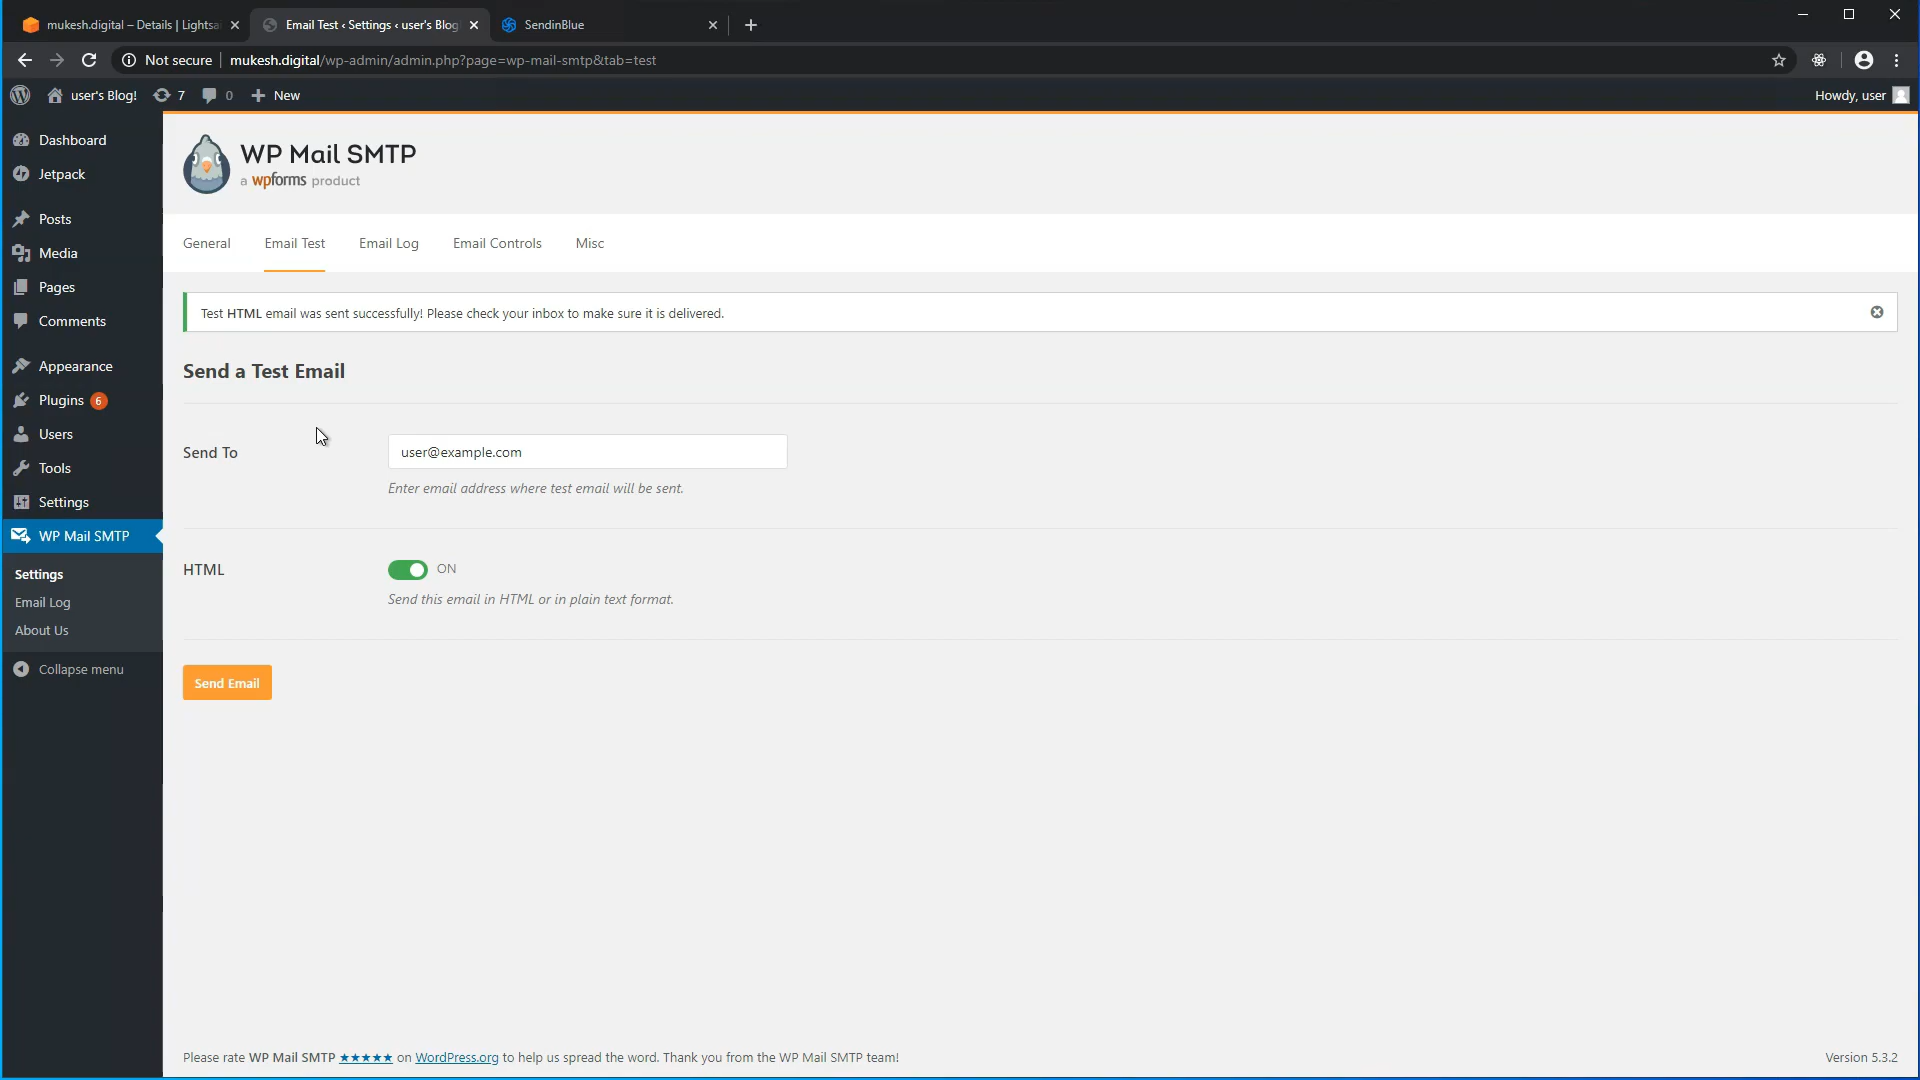 mukesh.digital – Details | Lightsa
Email Test ‹ Settings ‹ user's Blog
SendinBlue
Not secure
mukesh.digital/wp-admin/admin.php?page=wp-mail-smtp&tab=test
user's Blog!
7
0
New
Howdy, user
Dashboard
Jetpack
Posts
Media
Pages
Comments
Appearance
Plugins 6
Users
Tools
Settings
WP Mail SMTP
Settings
Email Log
About Us
Collapse menu
WP Mail SMTP
a wpforms product
General
Email Test
Email Log
Email Controls
Misc
Test HTML email was sent successfully! Please check your inbox to make sure it is delivered.
Send a Test Email
Send To
user@example.com
Enter email address where test email will be sent.
HTML
ON
Send this email in HTML or in plain text format.
Send Email
Please rate WP Mail SMTP ★★★★★ on WordPress.org to help us spread the word. Thank you from the WP Mail SMTP team!
Version 5.3.2